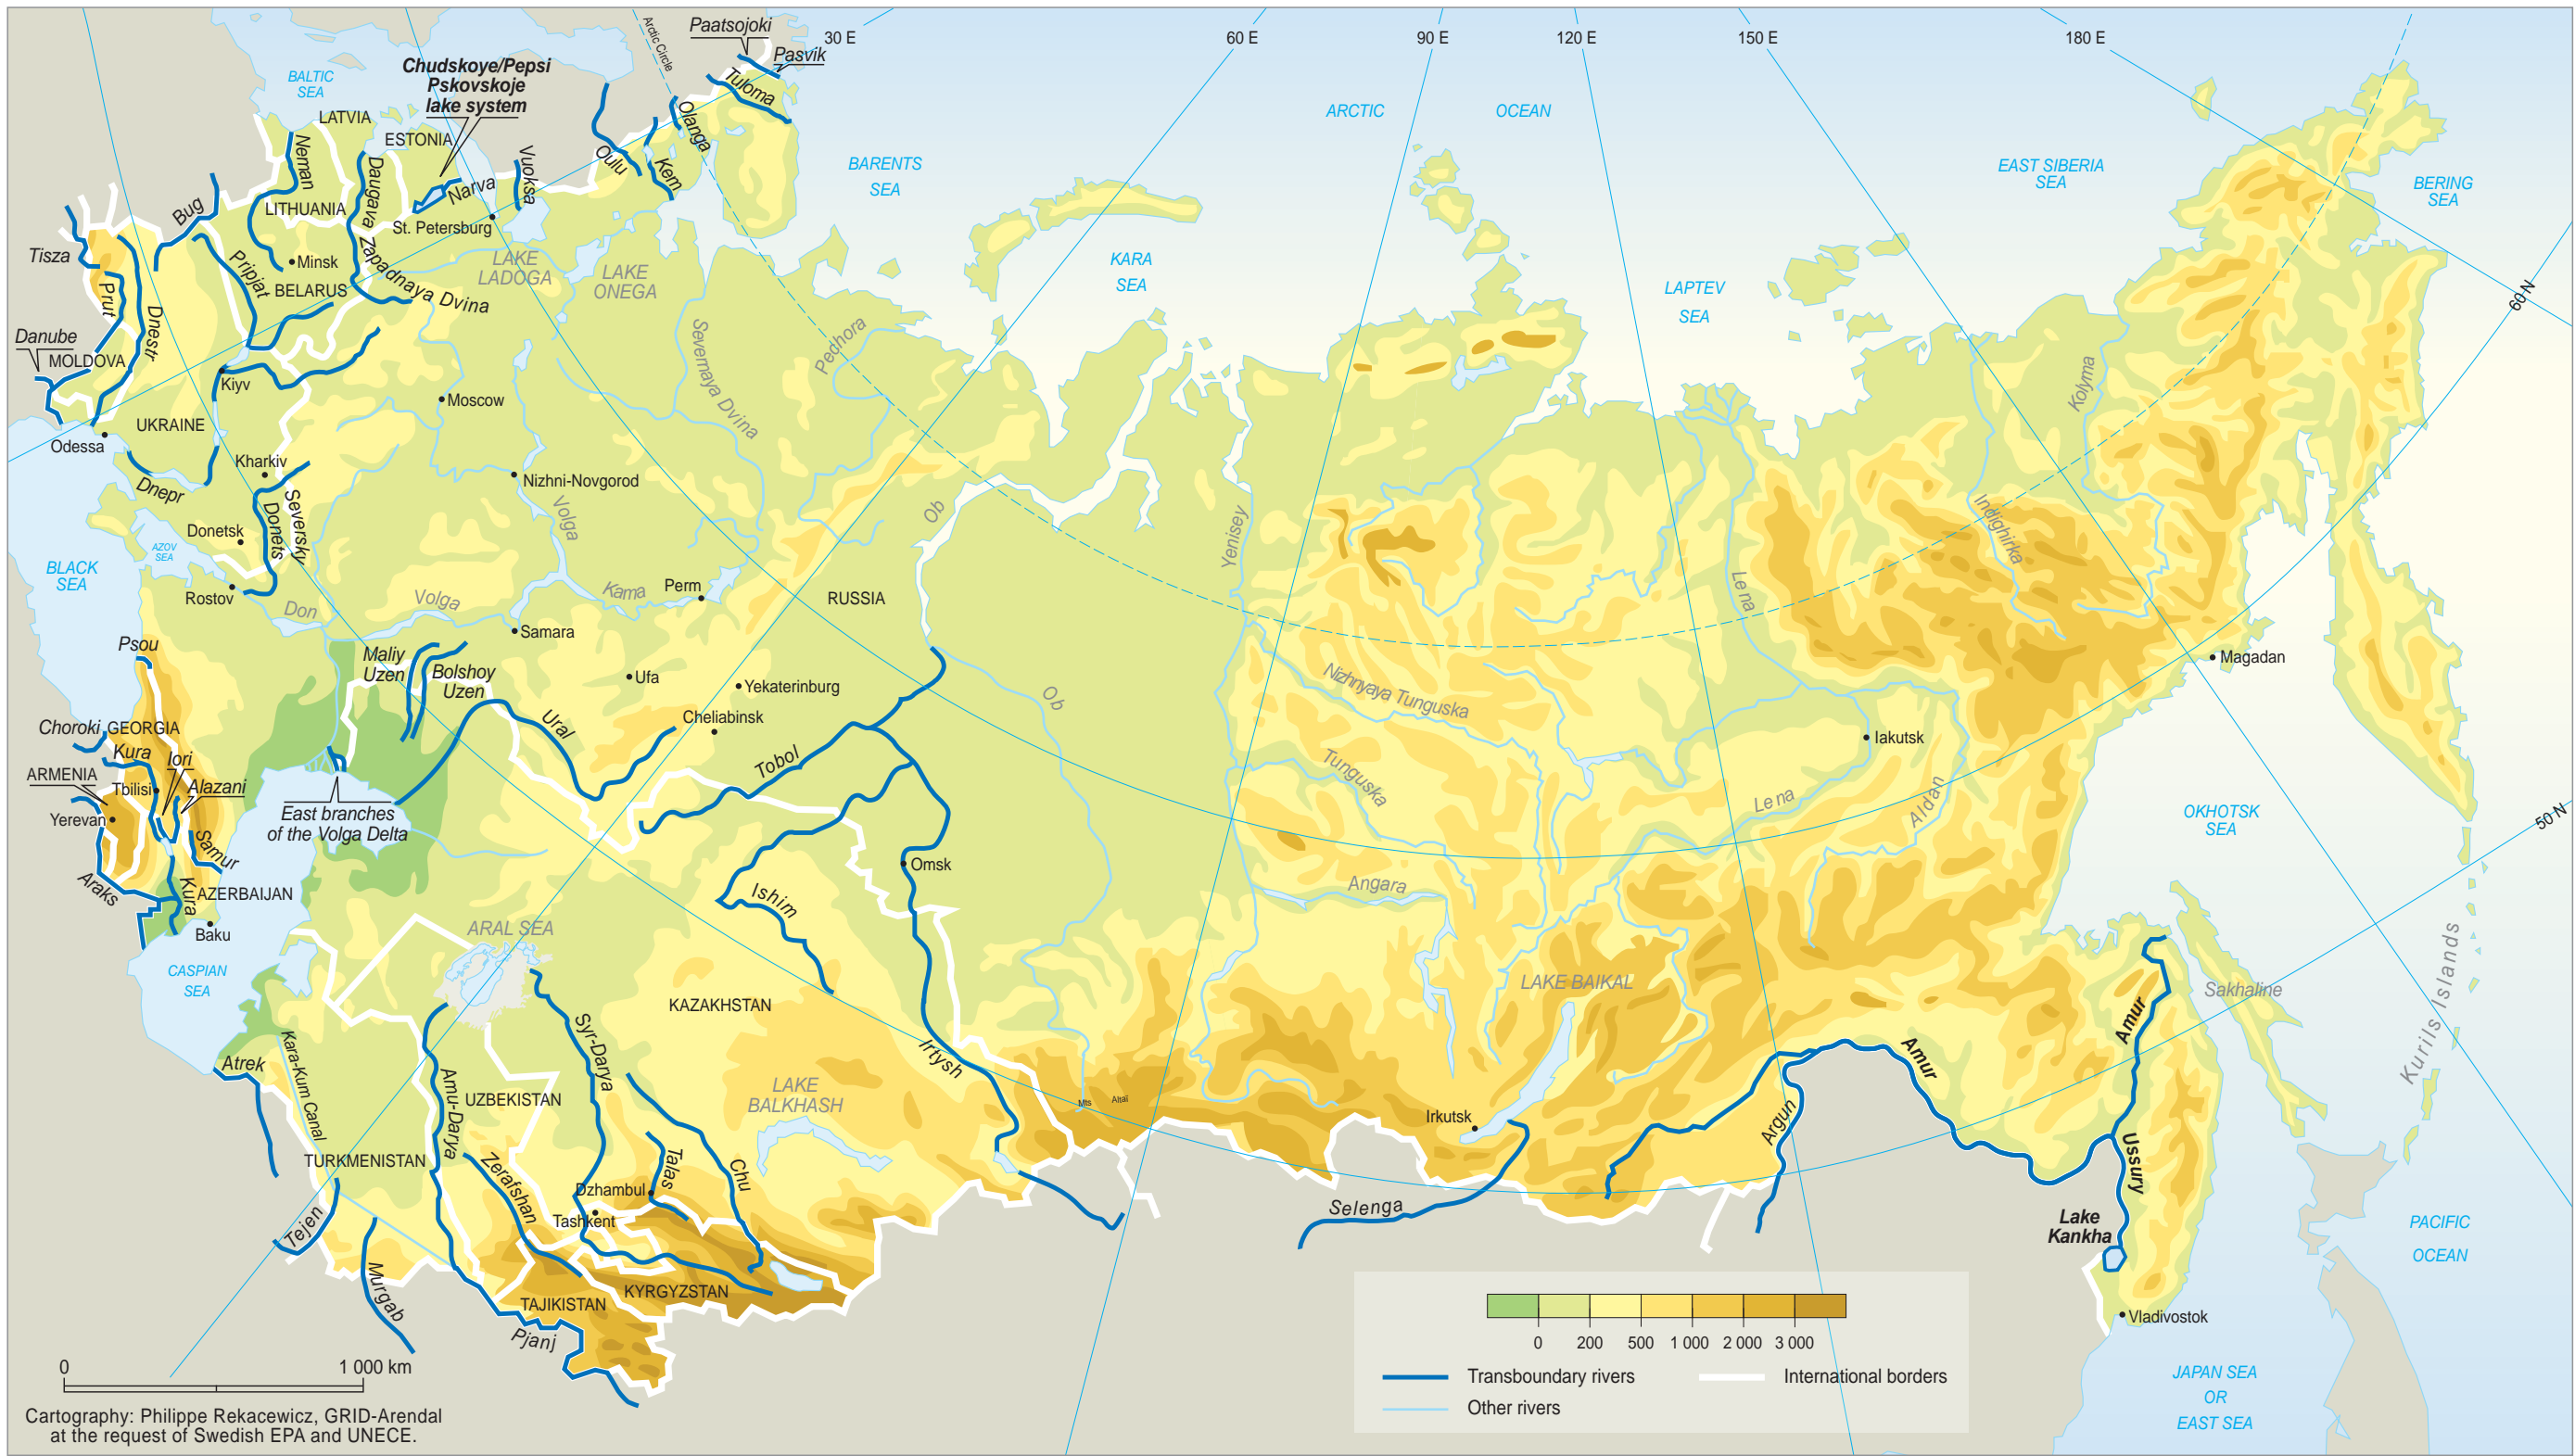 Paatsojoki
Pasvik
Arctic Circle
30 E
60 E
90 E
120 E
150 E
180 E
Chudskoye/Pepsi
Pskovskoje
lake system
BALTIC
SEA
LATVIA
ESTONIA
Neman
Daugava
Narva
Vuoksa
Oulu
Kem
Olanga
Tuloma
BARENTS
SEA
ARCTIC
OCEAN
EAST SIBERIA
SEA
BERING
SEA
KARA
SEA
LAPTEV
SEA
60 N
Bug
LITHUANIA
St. Petersburg
Tisza
Pripjat
Minsk
BELARUS
Zapadnaya Dvina
LAKE
LADOGA
LAKE
ONEGA
Prut
Dnestr
Danube
MOLDOVA
Kiyv
Moscow
Severnaya Dvina
Pechora
Kolyma
UKRAINE
Odessa
Kharkiv
Nizhni-Novgorod
Dnepr
Seversky
Donets
Volga
Ob
Yenisey
Indighirka
Donetsk
AZOV
SEA
BLACK
SEA
Rostov
Don
Volga
Kama
Perm
RUSSIA
Lena
Samara
Psou
Maliy
Uzen
Bolshoy
Uzen
Ufa
Yekaterinburg
Ob
Nizhnyaya Tunguska
Magadan
Choroki
GEORGIA
Kura
Iori
Ural
Cheliabinsk
Iakutsk
ARMENIA
Tbilisi
Alazani
Tobol
Tunguska
Lena
Aldan
Yerevan
East branches
of the Volga Delta
OKHOTSK
SEA
50 N
Samur
Omsk
Araks
Kura
AZERBAIJAN
Ishim
Angara
Baku
ARAL SEA
CASPIAN
SEA
KAZAKHSTAN
LAKE BAIKAL
Sakhaline
Kurils Islands
Amur
Atrek
Kara-Kum Canal
Syr-Darya
Irtysh
Amur
Amu-Darya
UZBEKISTAN
LAKE
BALKHASH
Mts
Altaï
Irkutsk
Argun
TURKMENISTAN
Zerafshan
Talas
Chu
Ussury
Dzhambul
Tashkent
Selenga
Lake
Kankha
PACIFIC
OCEAN
Tejen
Murgab
TAJIKISTAN
KYRGYZSTAN
Pjanj
Vladivostok
JAPAN SEA
OR
EAST SEA
0
200
500
1 000
2 000
3 000
Transboundary rivers
International borders
Other rivers
0
1 000 km
Cartography: Philippe Rekacewicz, GRID-Arendal
at the request of Swedish EPA and UNECE.